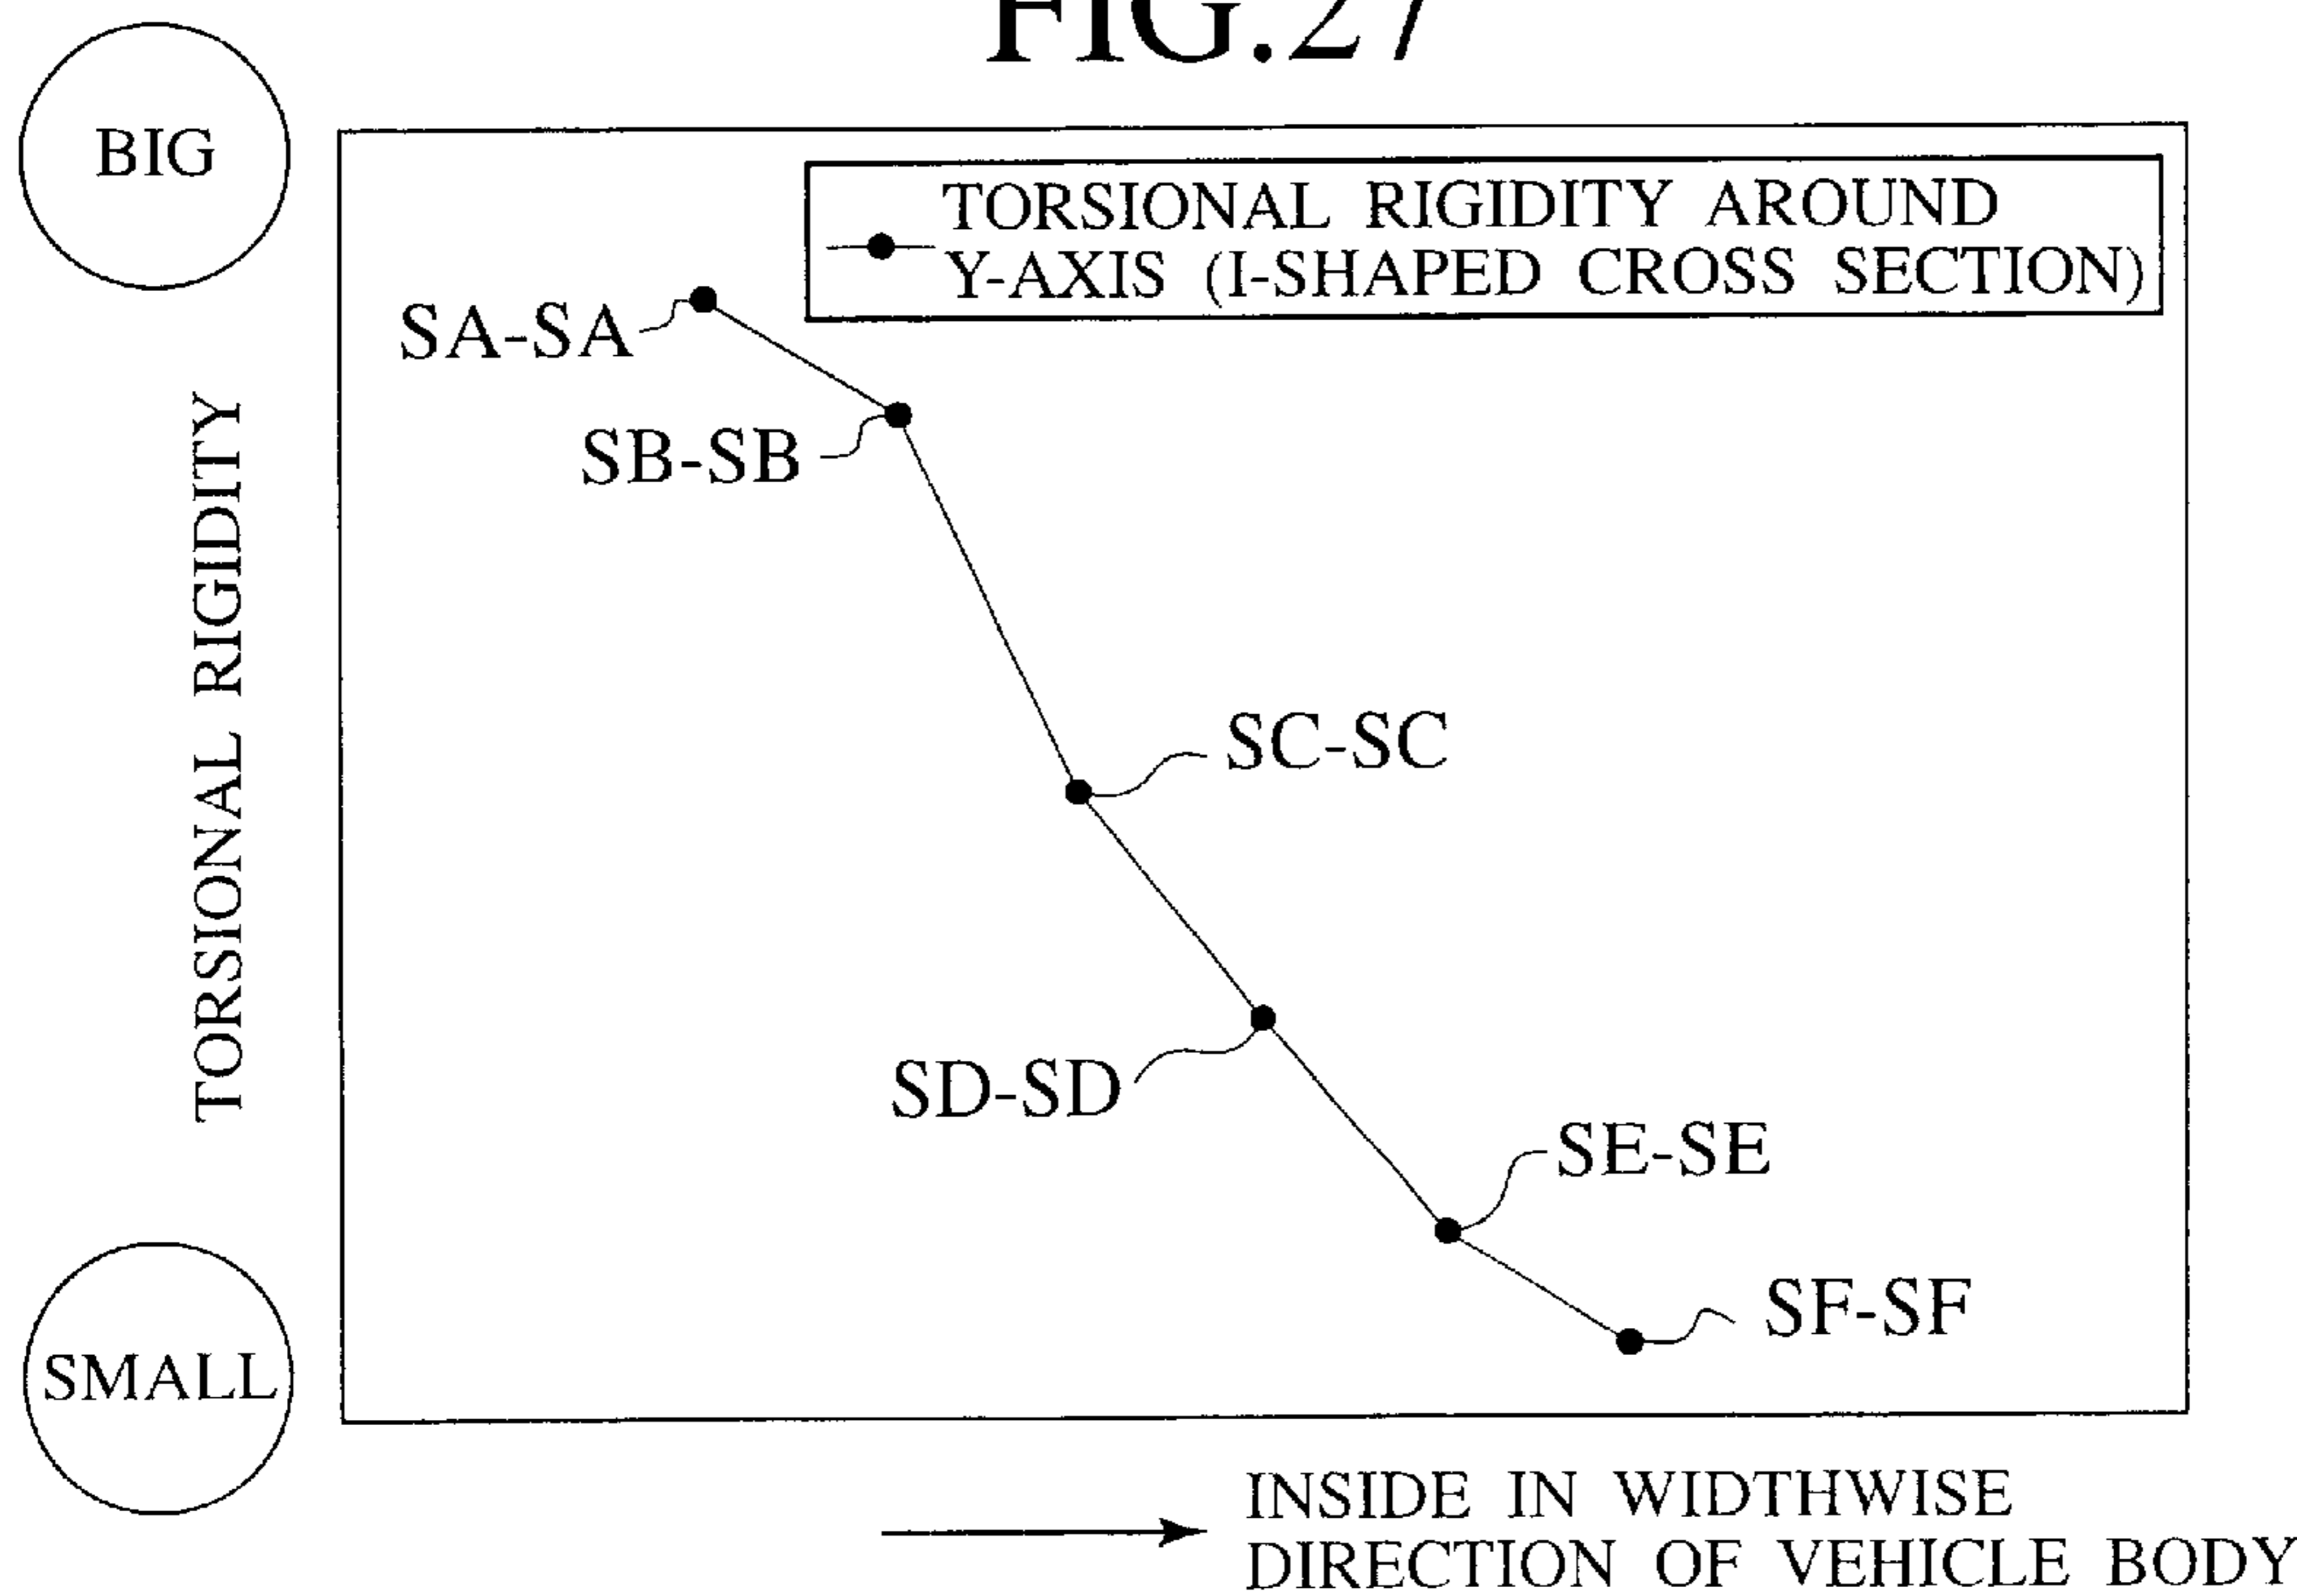 FIG.27
BIG
TORSIONAL RIGIDITY AROUND
Y-AXIS (I-SHAPED CROSS SECTION)
SA-SA
SB-SB
TORSIONAL RIGIDITY
SC-SC
SD-SD
SE-SE
SF-SF
SMALL
INSIDE IN WIDTHWISE
DIRECTION OF VEHICLE BODY